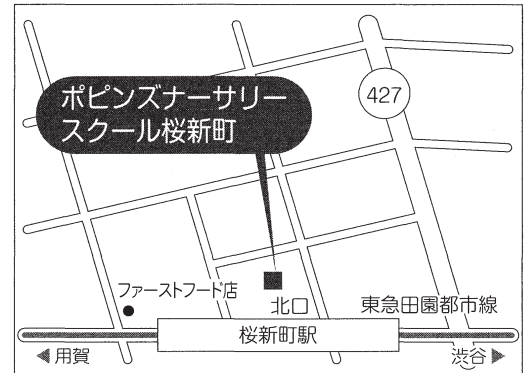 ポピンズナーサリー
スクール桜新町
427
ファーストフード店
北口
東急田園都市線
桜新町駅
◀用賀
渋谷▶